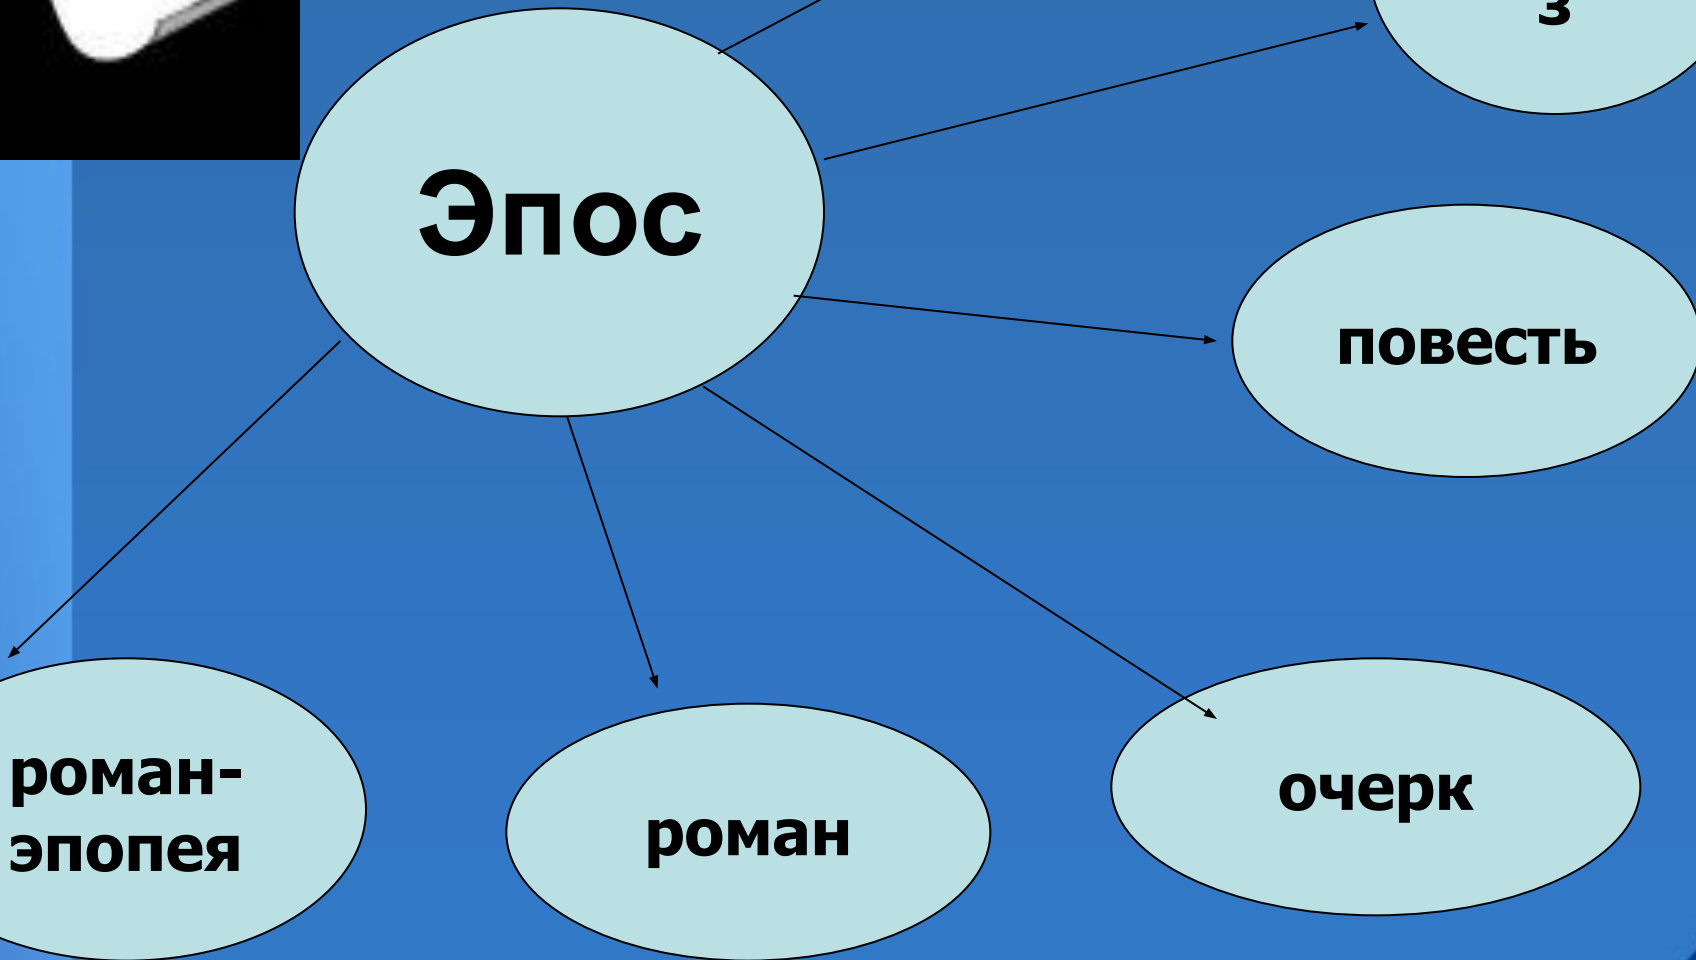 з
Эпос
повесть
роман-
эпопея
роман
очерк